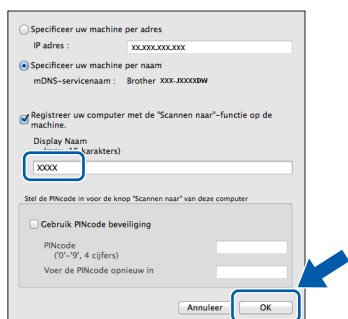 Specificeer uw machine per adres
IP adres : XX.XXX.XXX.XXX
Specificeer uw machine per naam
mDNS-servicenaam : Brother XXX-JXXXXDW
Registreer uw computer met de "Scannen naar"-functie op de
machine.
Display Naam
15 karakters)
XXXX
Stel de PINcode in voor de knop "Scannen naar" van deze computer
Gebruik PINcode beveiliging
PINcode
('0'-'9', 4 cijfers)
Voer de PINcode opnieuw in
Annuleer OK